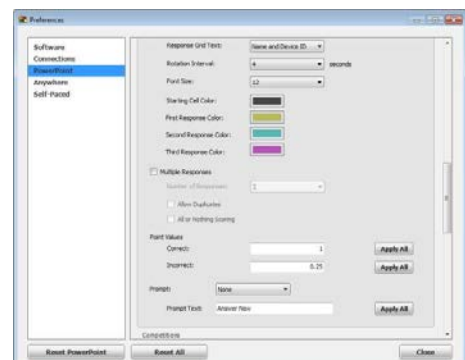 Preferences
Software
Connections
PowerPoint
Anywhere
Self-Paced
Response Grid Text: Name and Device ID
Rotation Interval: 4 seconds
Font Size: 12
Starting Cell Color:
First Response Color:
Second Response Color:
Third Response Color:
Multiple Responses
Number of Responses: 1
Allow Duplicates
All or Nothing Scoring
Point Values
Correct: 1 Apply All
Incorrect: 0.25 Apply All
Prompt: None
Prompt Text: Answer Now Apply All
Competitions
Reset PowerPoint Reset All Close